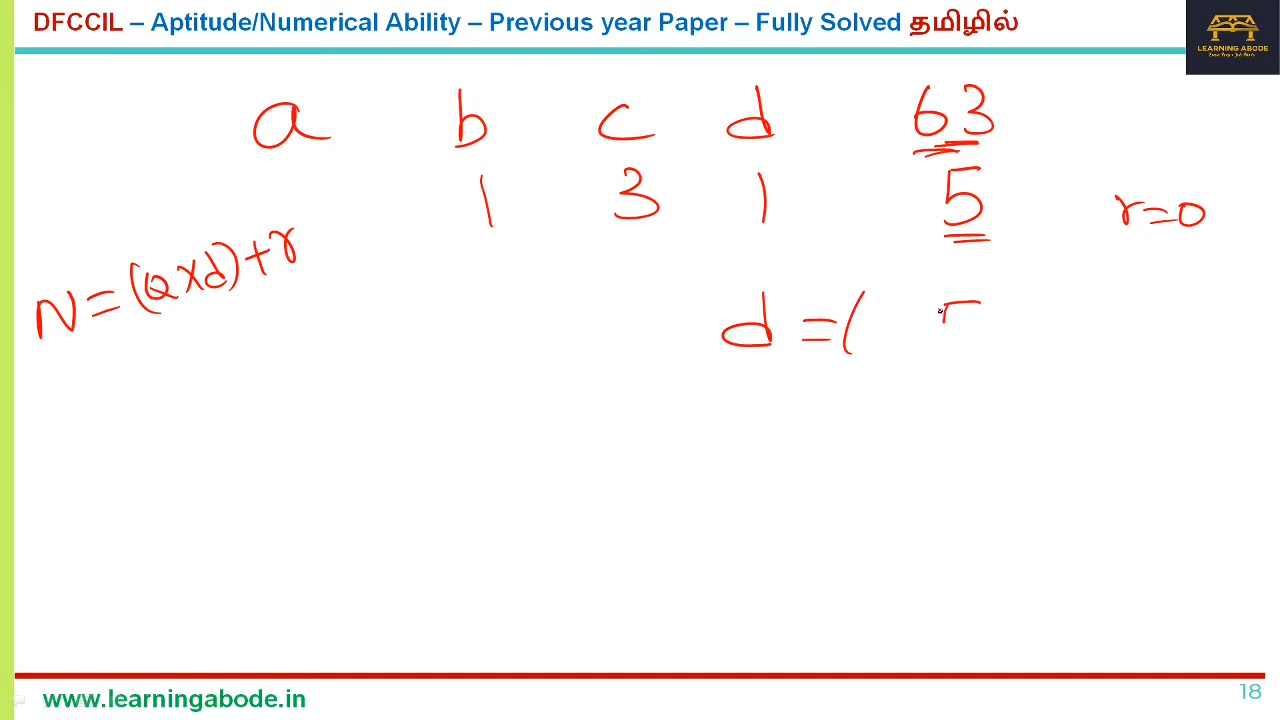 DFCCIL – Aptitude/Numerical Ability – Previous year Paper – Fully Solved தமிழில்
LEARNING ABODE
a b c d 63
1 3 1 5 r=0
N=(Q×d)+r
d=( 5
www.learningabode.in
18